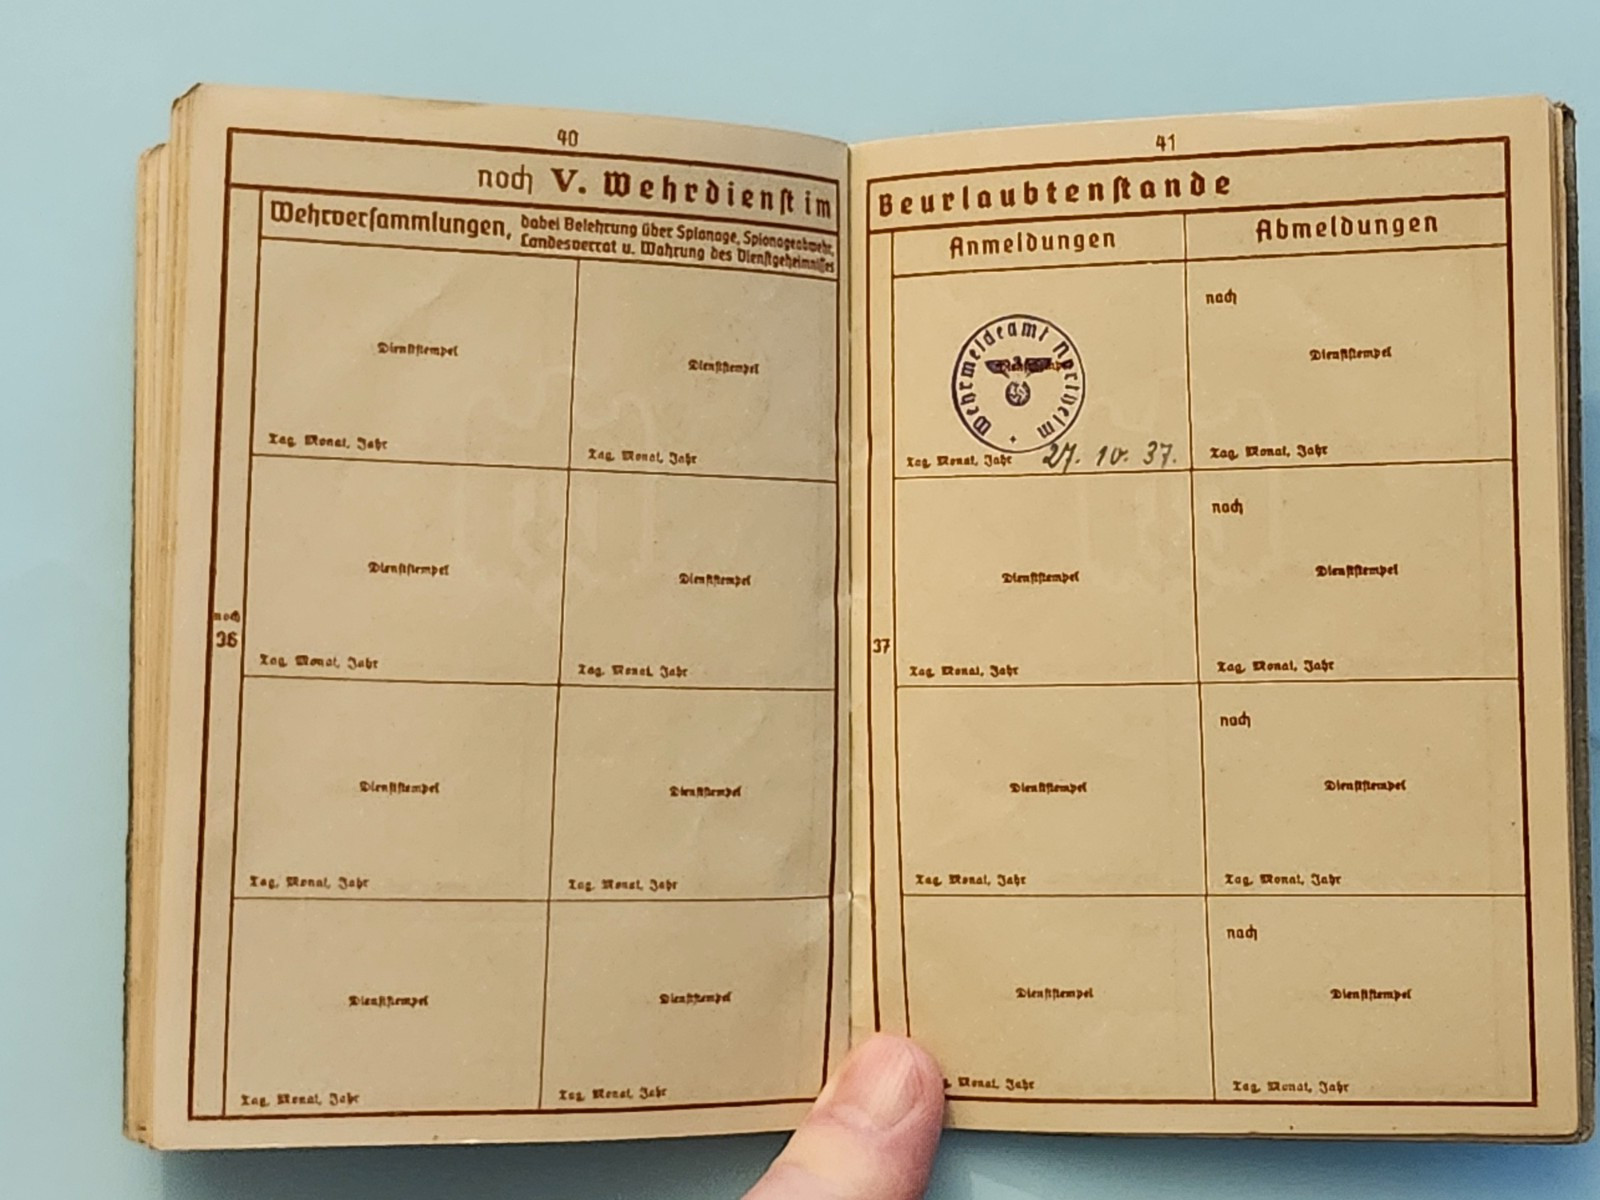 40
noch V. Wehrdienst im
Wehrversammlungen, dabei Belehrung über Spionage, Spionageabwehr,
Landesverrat u. Wahrung des Dienstgeheimnisses
Dienststempel
Dienststempel
Tag, Monat, Jahr
Tag, Monat, Jahr
Dienststempel
Dienststempel
noch
36
Tag, Monat, Jahr
Tag, Monat, Jahr
Dienststempel
Dienststempel
Tag, Monat, Jahr
Tag, Monat, Jahr
Dienststempel
Dienststempel
Tag, Monat, Jahr
Tag, Monat, Jahr
41
Beurlaubtenstande
Anmeldungen
Abmeldungen
nach
Wehrmeldeamt Northeim
Dienststempel
Dienststempel
Tag, Monat, Jahr 27. 10. 37.
Tag, Monat, Jahr
nach
Dienststempel
Dienststempel
37
Tag, Monat, Jahr
Tag, Monat, Jahr
nach
Dienststempel
Dienststempel
Tag, Monat, Jahr
Tag, Monat, Jahr
nach
Dienststempel
Dienststempel
Monat, Jahr
Tag, Monat, Jahr